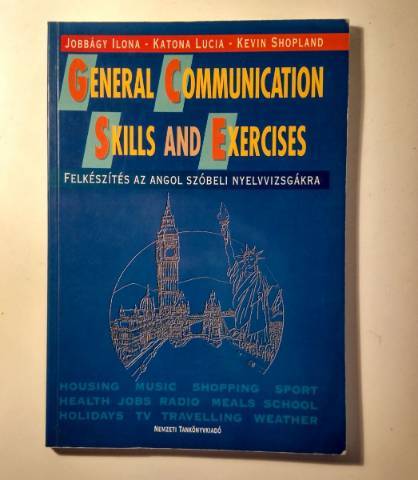 JOBBÁGY ILONA - KATONA LUCIA - KEVIN SHOPLAND
GENERAL COMMUNICATION
SKILLS AND EXERCISES
FELKÉSZÍTÉS AZ ANGOL SZÓBELI NYELVVIZSGÁKRA
HOUSING MUSIC SHOPPING SPORT
HEALTH JOBS RADIO MEALS SCHOOL
HOLIDAYS TV TRAVELLING WEATHER
NEMZETI TANKÖNYVKIADÓ